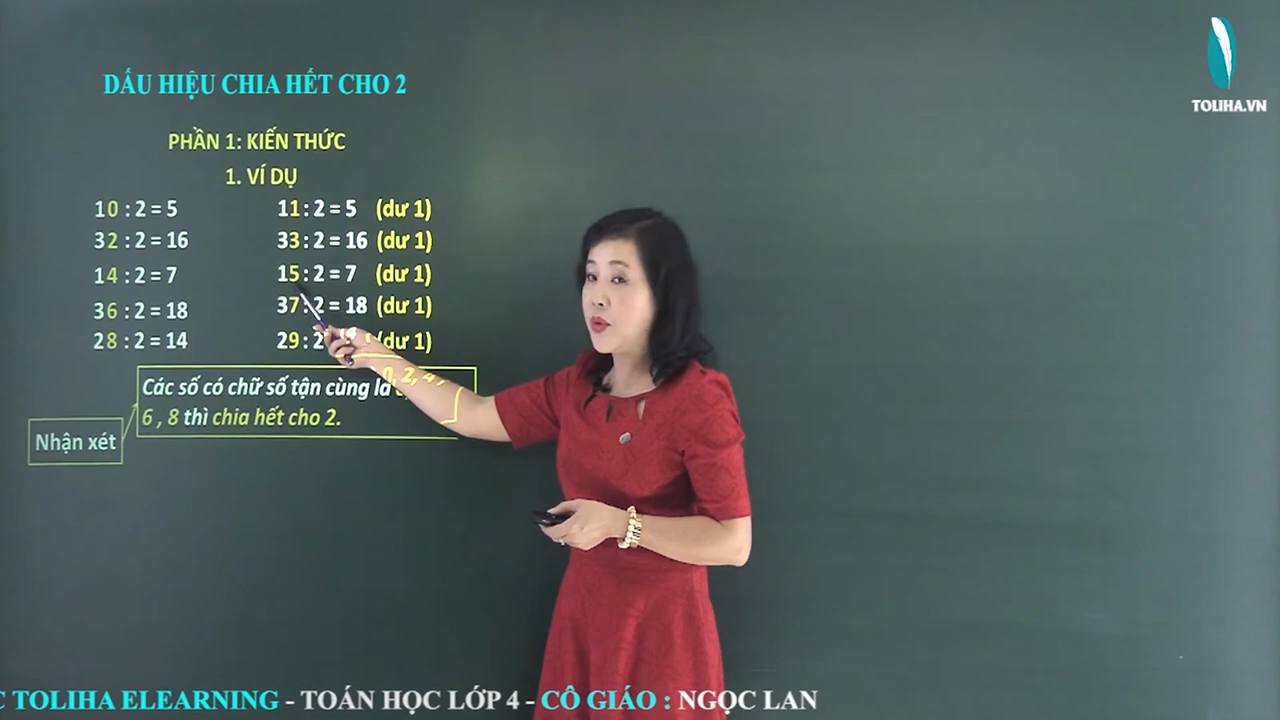 DẤU HIỆU CHIA HẾT CHO 2
TOLIHA.VN
PHẦN 1: KIẾN THỨC
1. VÍ DỤ
10 : 2 = 5
11 : 2 = 5 (dư 1)
32 : 2 = 16
33 : 2 = 16 (dư 1)
14 : 2 = 7
15 : 2 = 7 (dư 1)
36 : 2 = 18
37 : 2 = 18 (dư 1)
28 : 2 = 14
29 : 2 (dư 1)
Các số có chữ số tận cùng là 0, 2, 4,
6 , 8 thì chia hết cho 2.
Nhận xét
C TOLIHA ELEARNING - TOÁN HỌC LỚP 4 - CÔ GIÁO : NGỌC LAN